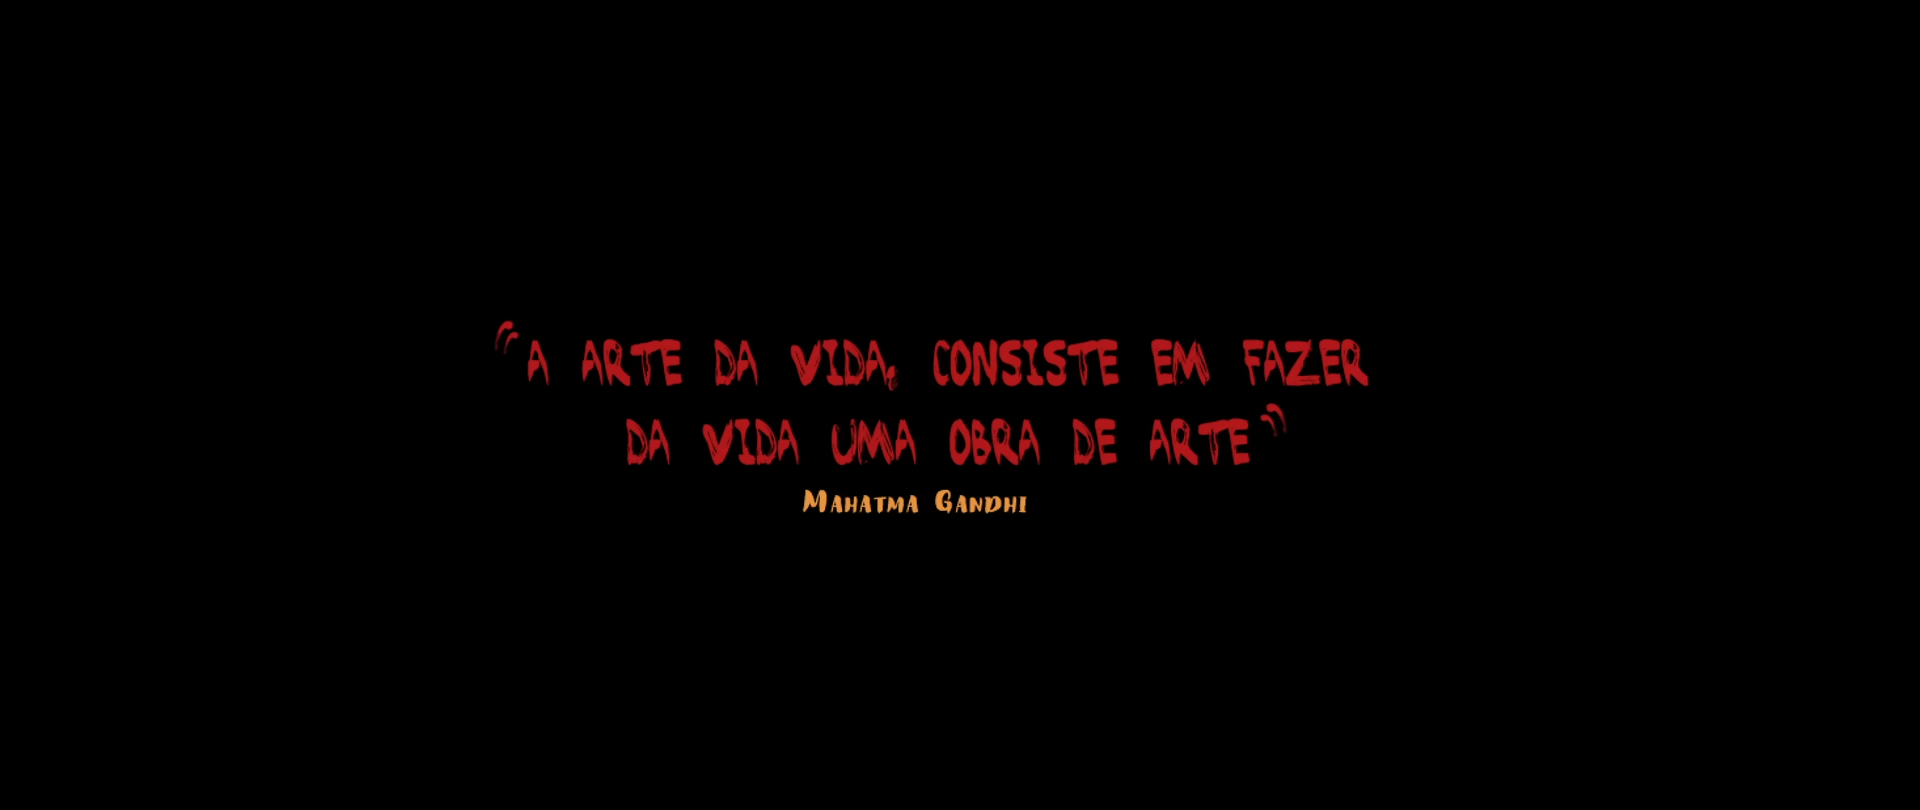 “A ARTE DA VIDA, CONSISTE EM FAZER
DA VIDA UMA OBRA DE ARTE”
MAHATMA GANDHI